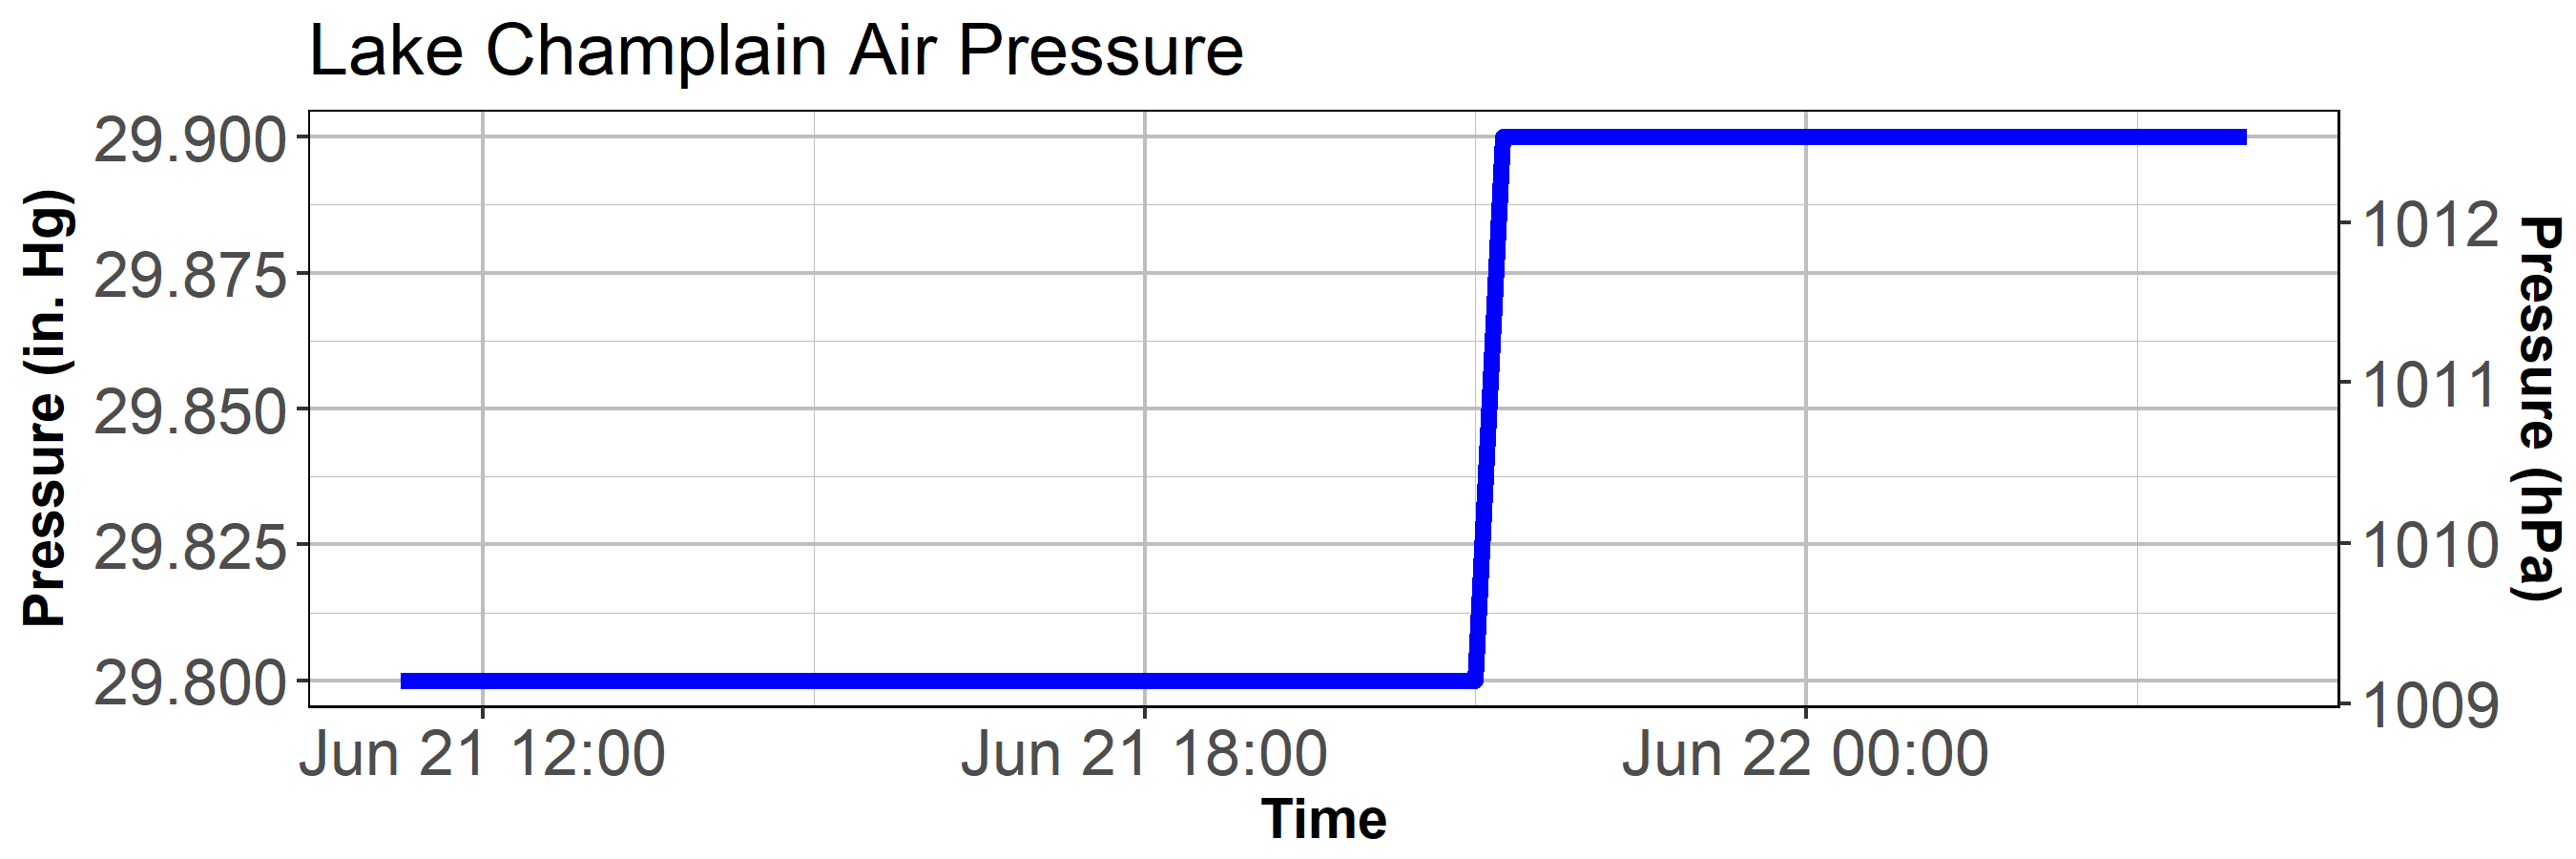 Lake Champlain Air Pressure
29.900
29.875
29.850
29.825
29.800
Pressure (in. Hg)
1012
1011
1010
1009
Pressure (hPa)
Jun 21 12:00
Jun 21 18:00
Jun 22 00:00
Time